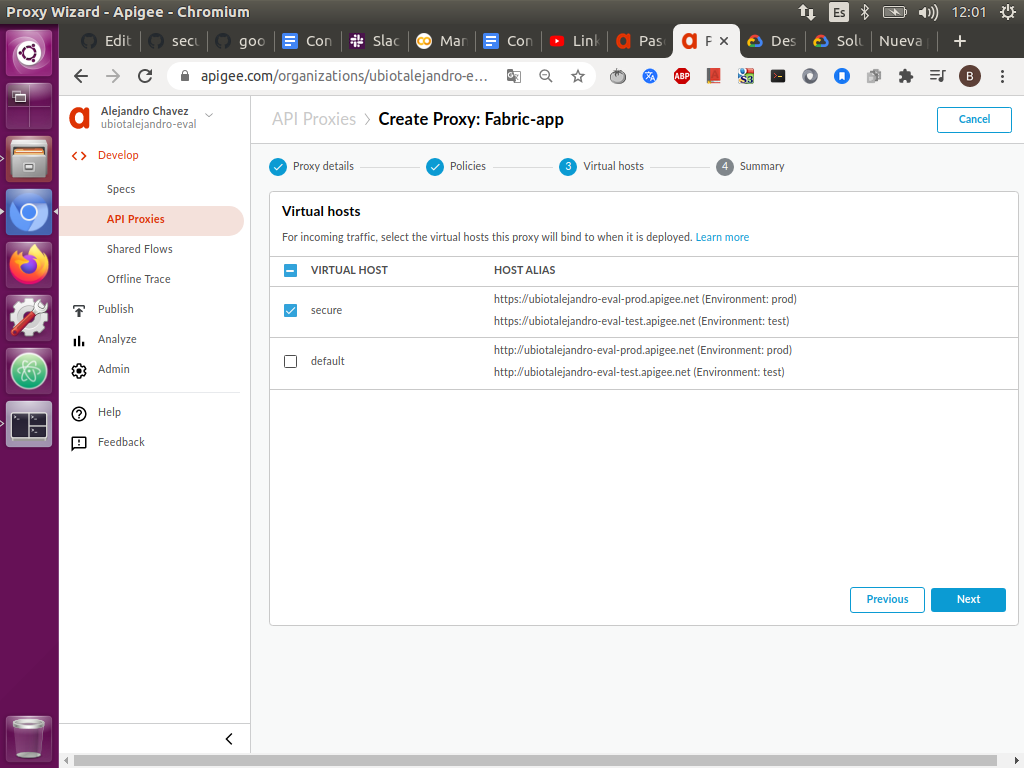 Proxy Wizard - Apigee - Chromium
Es
12:01
Edit
secu
goo
Con
Slac
Mar
Con
Link
Pas
P
Des
Solu
Nueva
apigee.com/organizations/ubiotalejandro-e...
ABP
B
a
Alejandro Chavez
ubiotalejandro-eval
API Proxies > Create Proxy: Fabric-app
Cancel
Develop
Specs
API Proxies
Shared Flows
Offline Trace
Publish
Analyze
Admin
Help
Feedback
Proxy details
Policies
3 Virtual hosts
4 Summary
Virtual hosts
For incoming traffic, select the virtual hosts this proxy will bind to when it is deployed. Learn more
VIRTUAL HOST HOST ALIAS
secure
https://ubiotalejandro-eval-prod.apigee.net (Environment: prod)
https://ubiotalejandro-eval-test.apigee.net (Environment: test)
default
http://ubiotalejandro-eval-prod.apigee.net (Environment: prod)
http://ubiotalejandro-eval-test.apigee.net (Environment: test)
Previous
Next